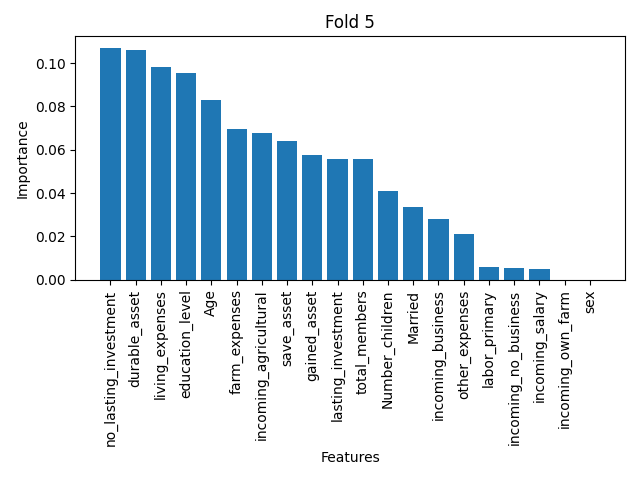 Fold 5
Importance
0.10
0.08
0.06
0.04
0.02
0.00
no_lasting_investment
durable_asset
living_expenses
education_level
Age
farm_expenses
incoming_agricultural
save_asset
gained_asset
lasting_investment
total_members
Number_children
Married
incoming_business
other_expenses
labor_primary
incoming_no_business
incoming_salary
incoming_own_farm
sex
Features